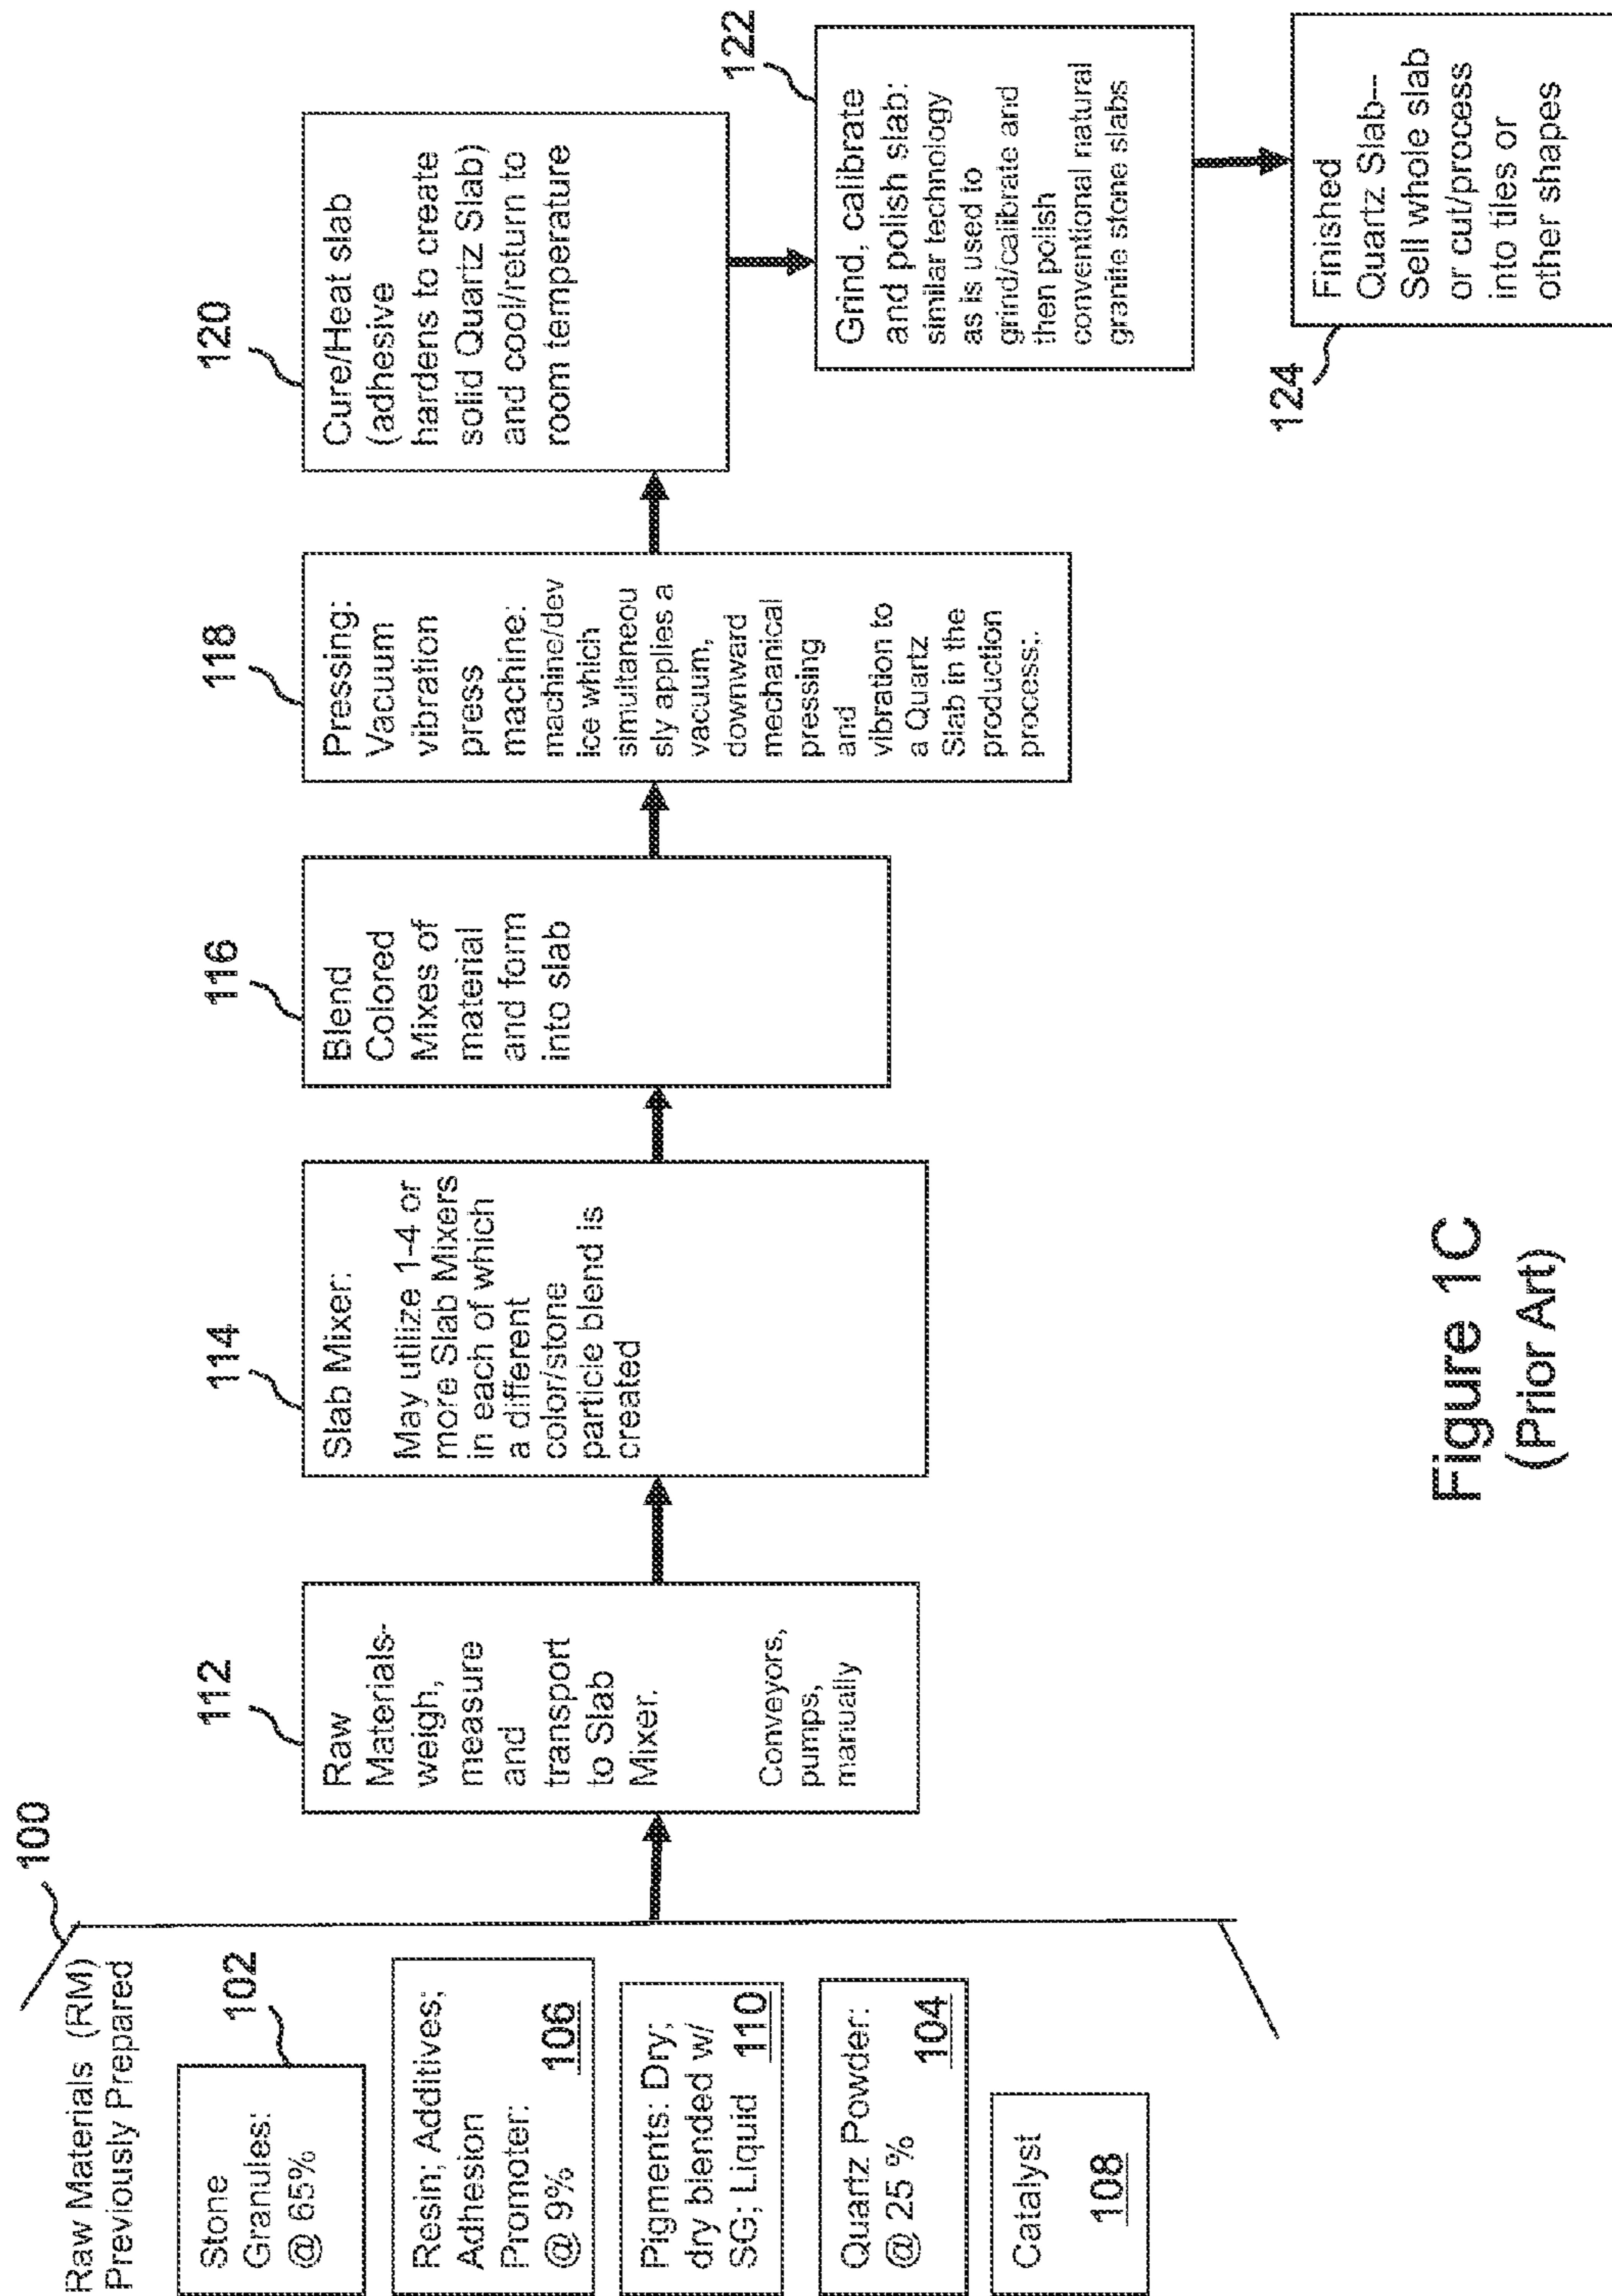 100
Raw Materials (RM)
Previously Prepared
102
Stone
Granules:
@ 65%
Resin; Additives;
Adhesion
Promoter:
@ 9% 106
Pigments: Dry;
dry blended w/
SG; Liquid 110
Quartz Powder:
@ 25 %
104
Catalyst
108
112
Raw
Materials-
weigh,
measure
and
transport
to Slab
Mixer.
Conveyors,
pumps,
manually
114
Slab Mixer:
May utilize 1-4 or
more Slab Mixers
in each of which
a different
color/stone
particle blend is
created
116
Blend
Colored
Mixes of
material
and form
into slab
118
Pressing:
Vacuum
vibration
press
machine:
machine/dev
ice which
simultaneou
sly applies a
vacuum,
downward
mechanical
pressing
and
vibration to
a Quartz
Slab in the
production
process;.
120
Cure/Heat slab
(adhesive
hardens to create
solid Quartz Slab)
and cool/return to
room temperature
122
Grind, calibrate
and polish slab:
similar technology
as is used to
grind/calibrate and
then polish
conventional natural
granite stone slabs
124
Finished
Quartz Slab--
Sell whole slab
or cut/process
into tiles or
other shapes
Figure 1C
(Prior Art)